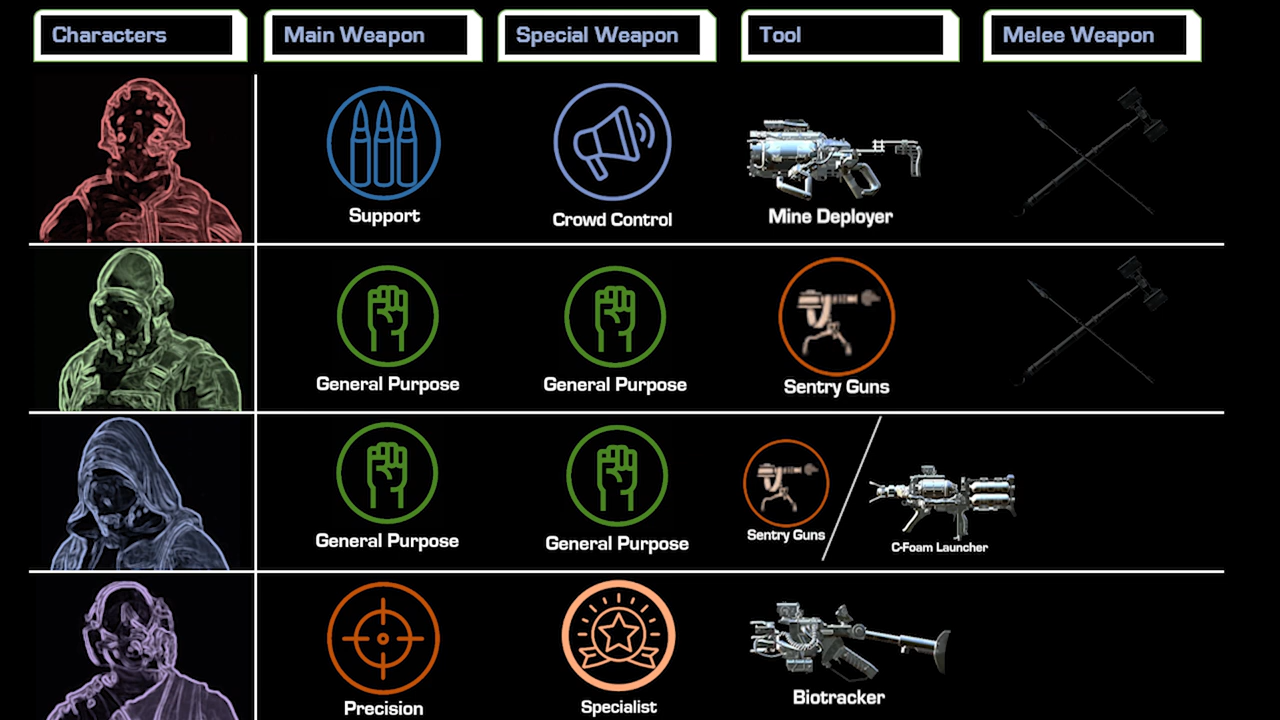 Characters
Main Weapon
Special Weapon
Tool
Melee Weapon
Support
Crowd Control
Mine Deployer
General Purpose
General Purpose
Sentry Guns
General Purpose
General Purpose
Sentry Guns
C-Foam Launcher
Precision
Specialist
Biotracker